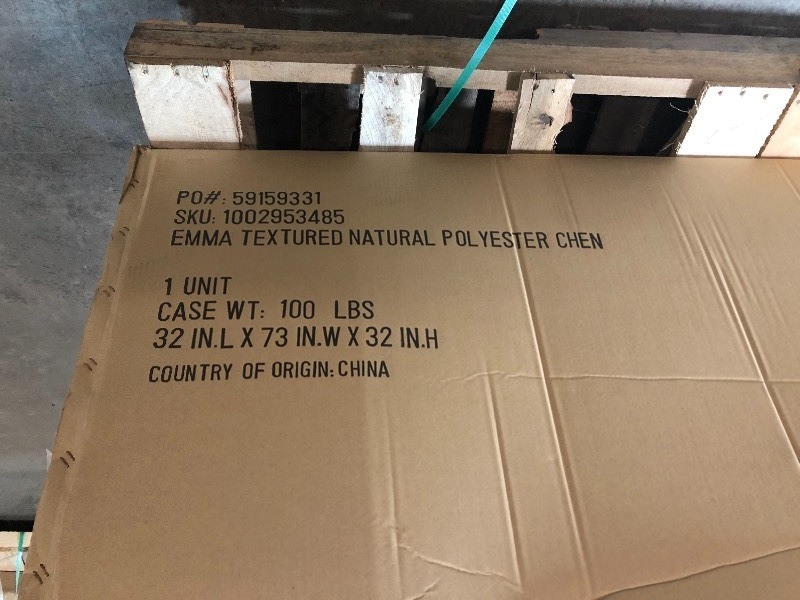 PO#: 59159331
SKU: 1002953485
EMMA TEXTURED NATURAL POLYESTER CHEN
1 UNIT
CASE WT: 100 LBS
32 IN.L X 73 IN.W X 32 IN.H
COUNTRY OF ORIGIN: CHINA